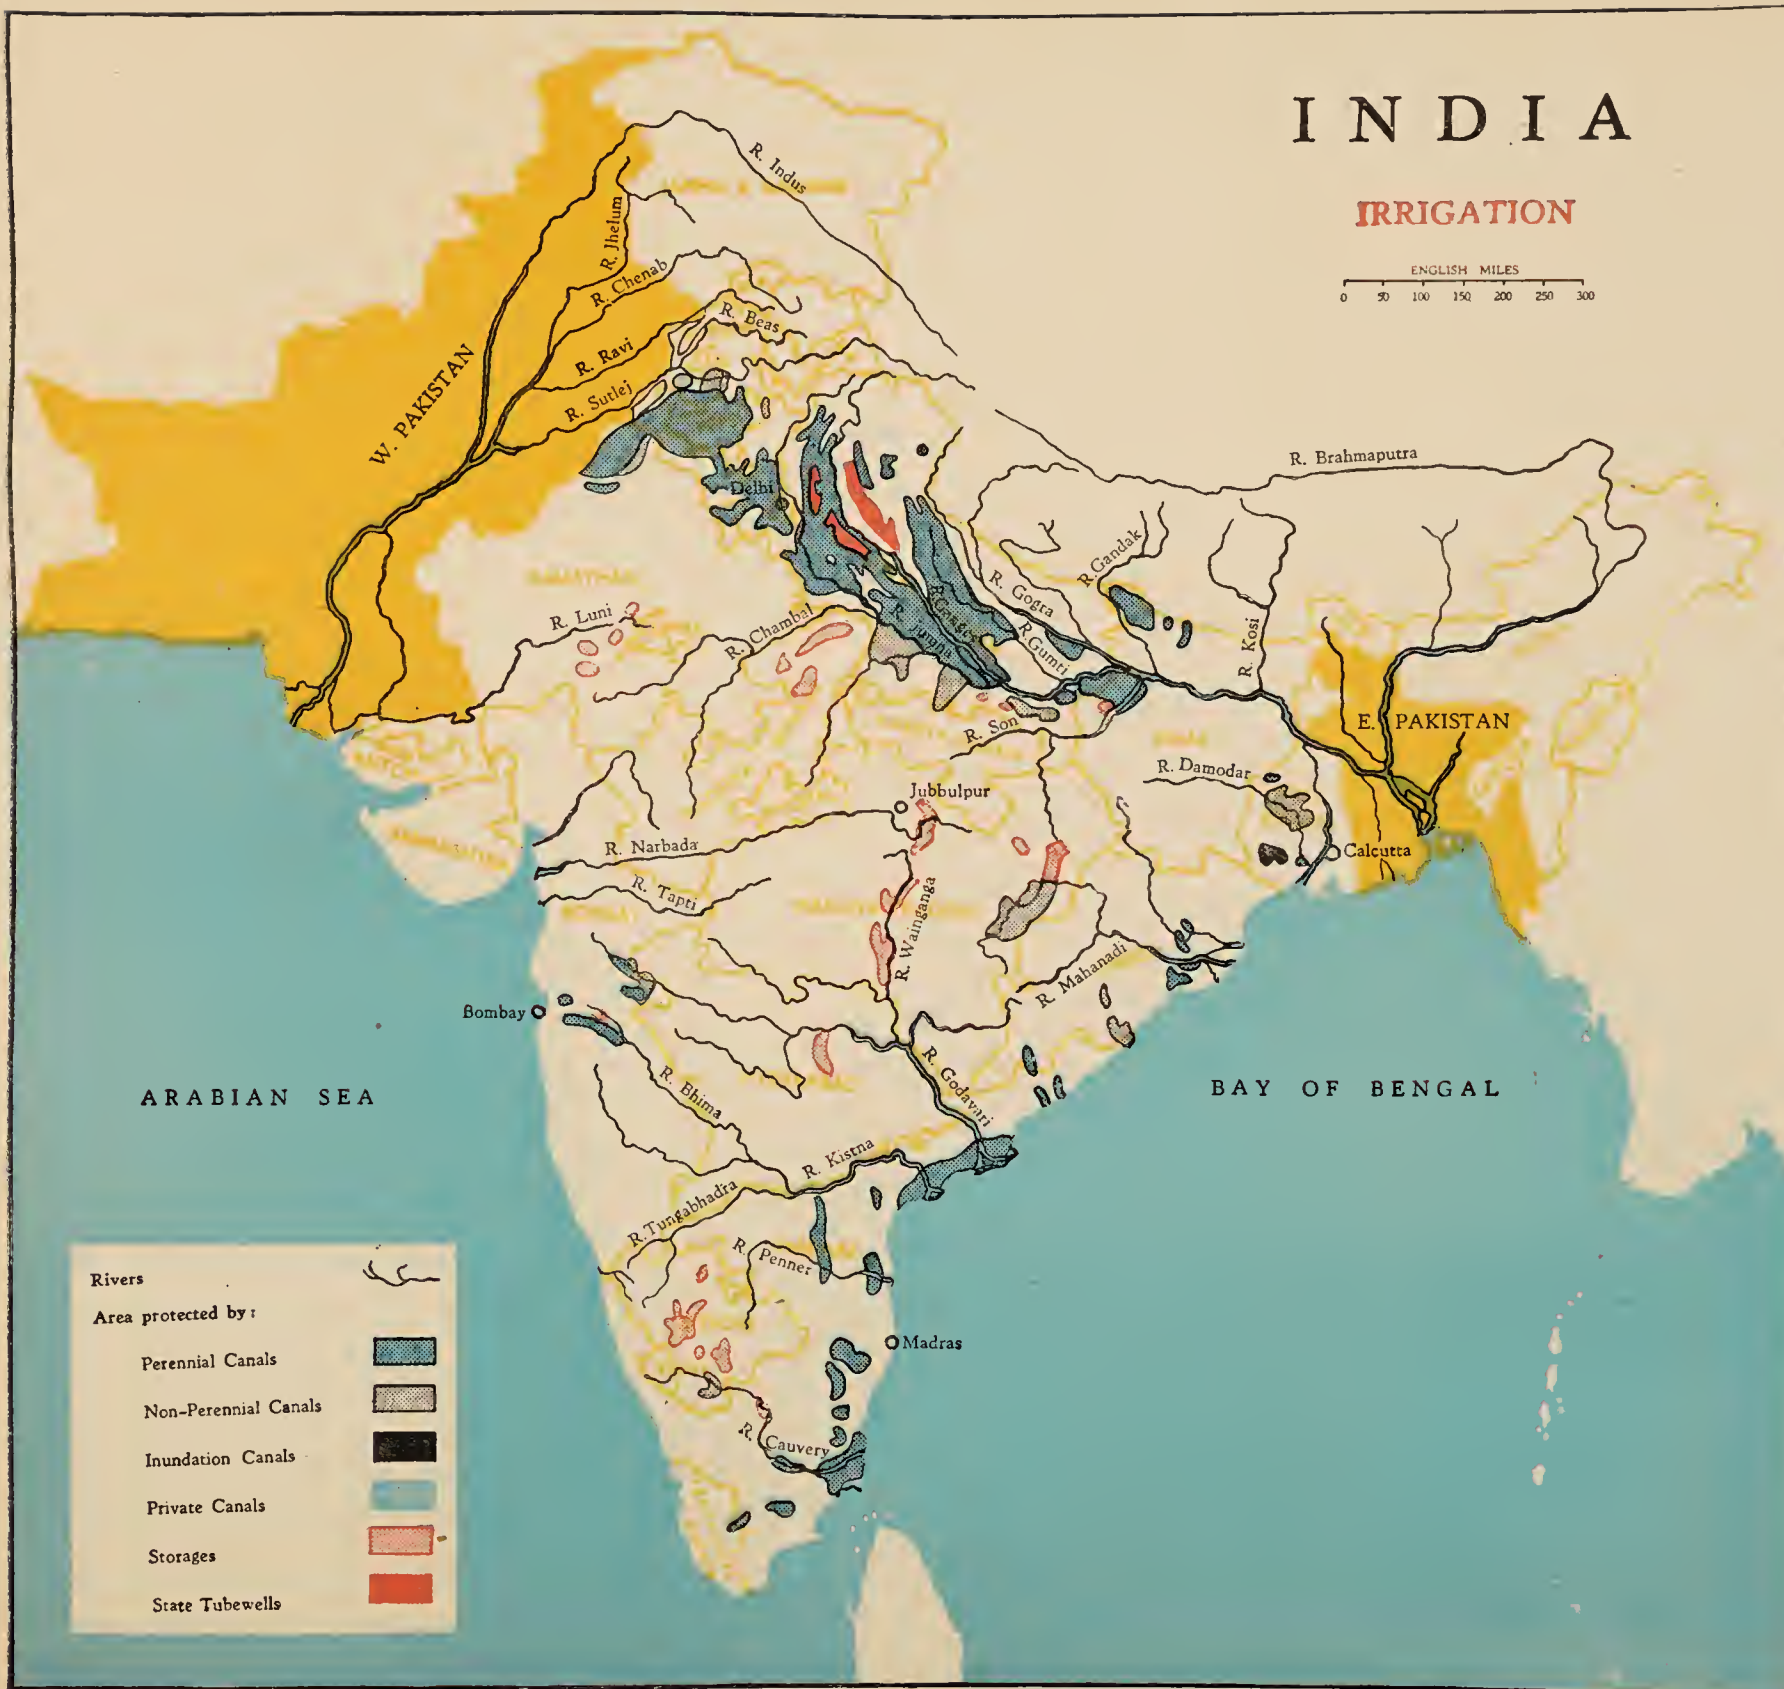 INDIA
IRRIGATION
ENGLISH MILES
0 50 100 150 200 250 300
R. Indus
R. Jhelum
R. Chenab
R. Beas
R. Ravi
R. Sutlej
W. PAKISTAN
Delhi
R. Brahmaputra
R. Gandak
R. Gogra
R. Gumti
R. Ganges
R. Jumna
R. Kosi
R. Luni
R. Chambal
R. Son
E. PAKISTAN
R. Damodar
Jubbulpur
Calcutta
R. Narbada
R. Tapti
R. Wainganga
R. Mahanadi
Bombay
R. Godavari
R. Bhima
ARABIAN SEA
BAY OF BENGAL
R. Kistna
R. Tungabhadra
R. Penner
Madras
R. Cauvery
Rivers
Area protected by:
Perennial Canals
Non-Perennial Canals
Inundation Canals
Private Canals
Storages
State Tubewells